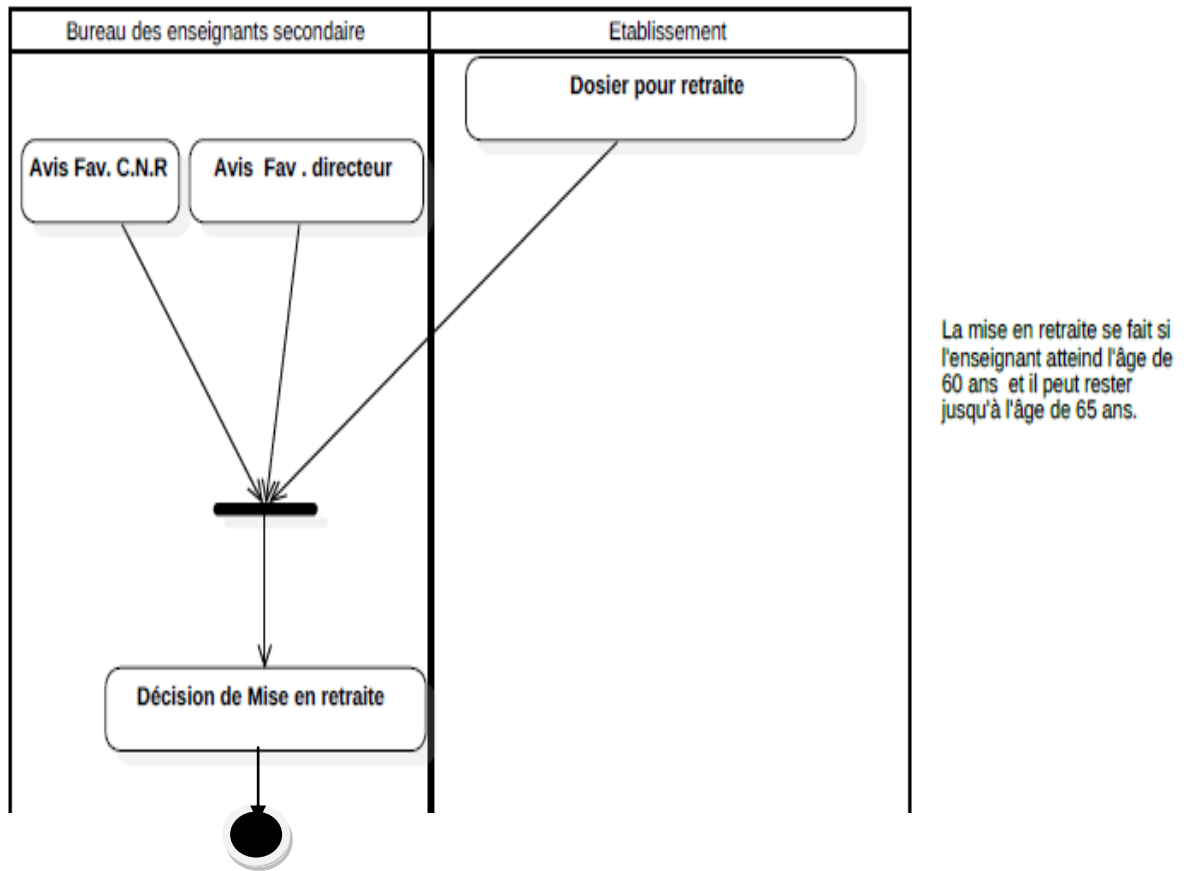 Bureau des enseignants secondaire
Etablissement
Dosier pour retraite
Avis Fav. C.N.R
Avis Fav . directeur
La mise en retraite se fait si
l'enseignant atteind l'âge de
60 ans et il peut rester
jusqu'à l'âge de 65 ans.
Décision de Mise en retraite